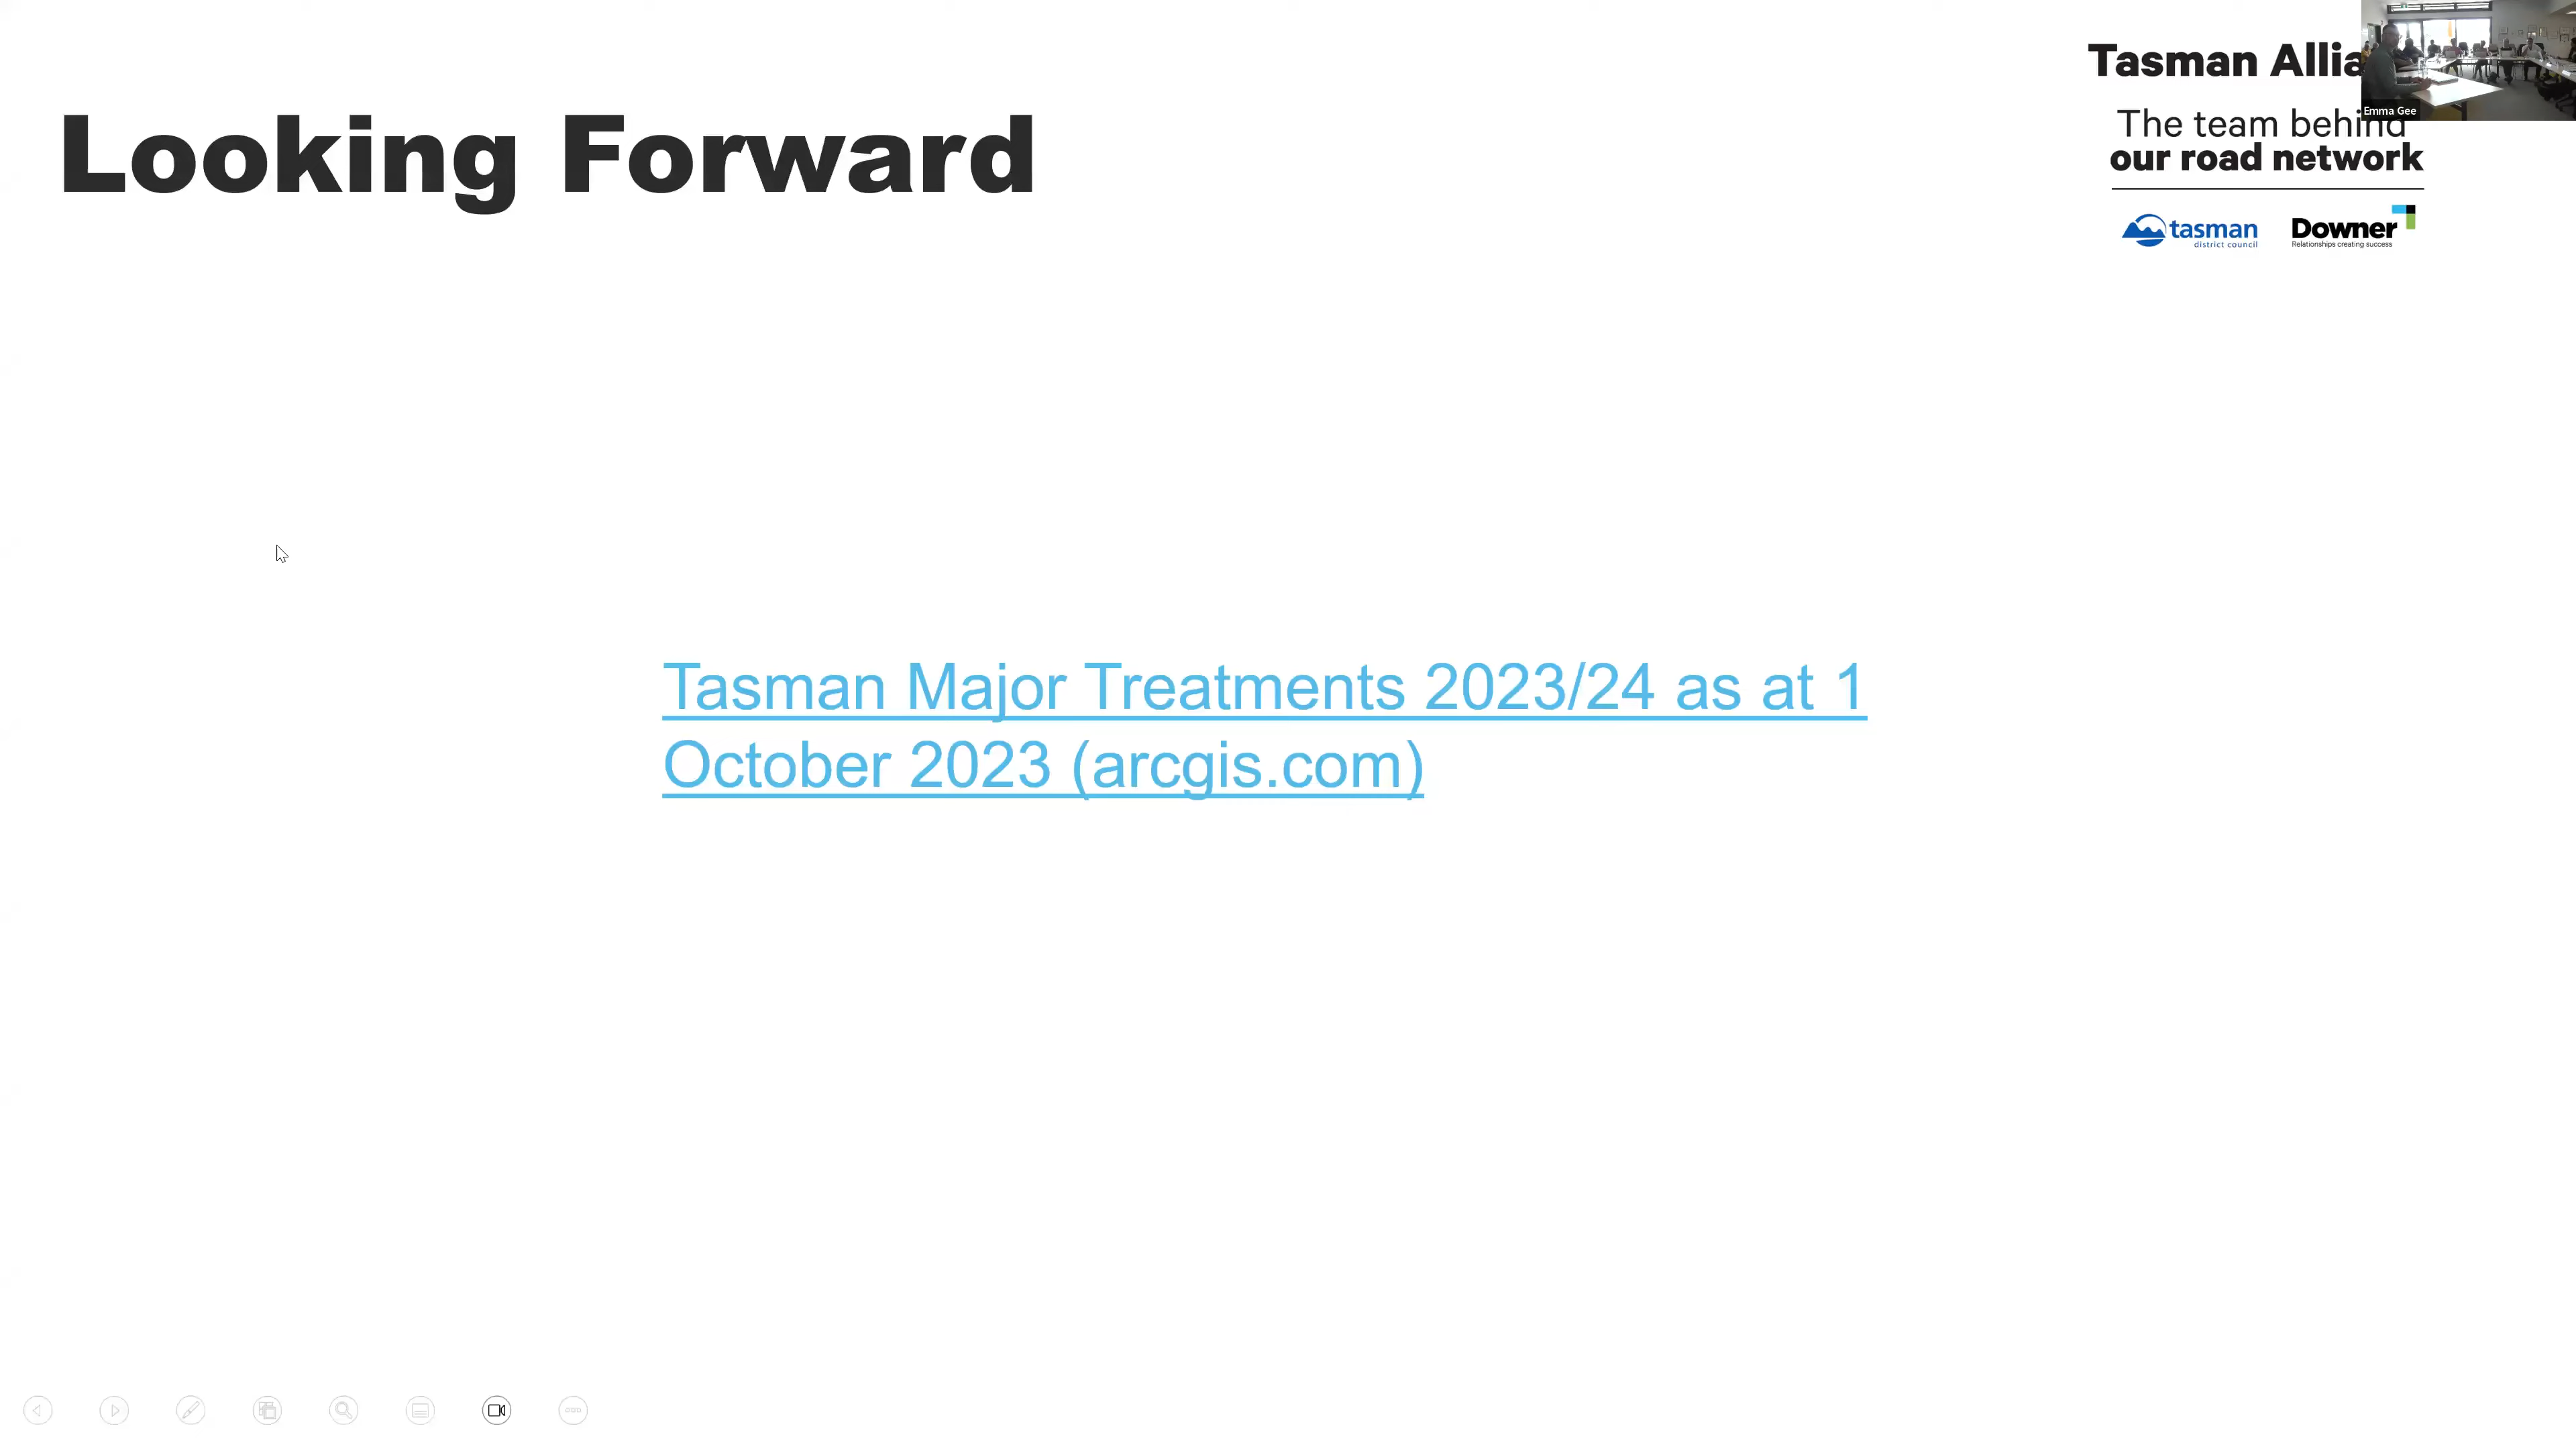 Looking Forward
Tasman Allia
The team behind
our road network
tasman
district council
Downer
Relationships creating success
Emma Gee
Tasman Major Treatments 2023/24 as at 1
October 2023 (arcgis.com)